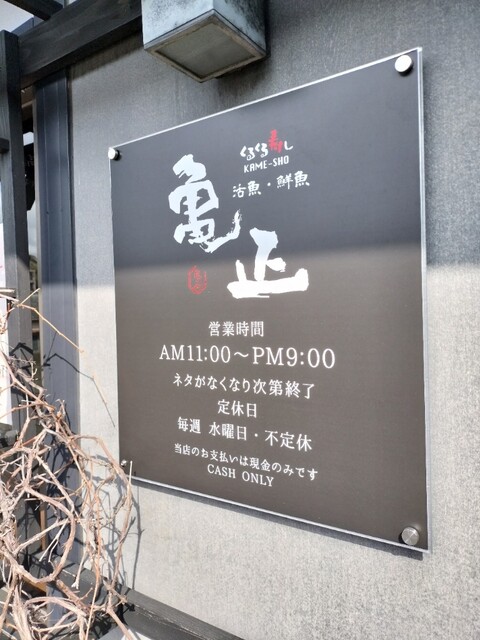 くるくる寿し
KAME-SHO
活魚・鮮魚
亀正
営業時間
AM11:00～PM9:00
ネタがなくなり次第終了
定休日
毎週 水曜日・不定休
当店のお支払いは現金のみです
CASH ONLY